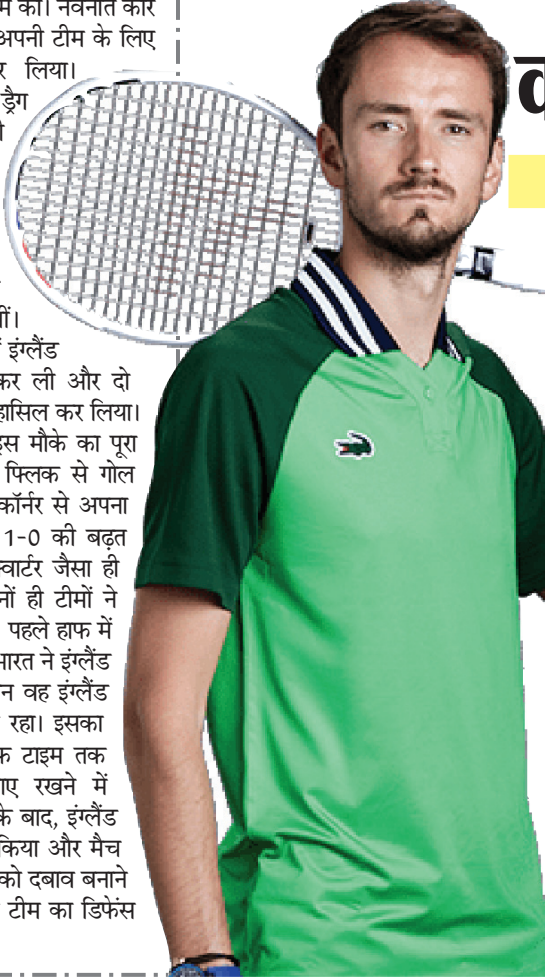 नवनीत कौर
अपनी टीम के लिए
लिया।
ड्रैग
इंग्लैंड
कर ली और दो
हासिल कर लिया।
इस मौके का पूरा
फ्लिक से गोल
कॉर्नर से अपना
1-0 की बढ़त
क्वार्टर जैसा ही
ही टीमों ने
पहले हाफ में
भारत ने इंग्लैंड
वह इंग्लैंड
रहा। इसका
टाइम तक
रखने में
के बाद, इंग्लैंड
किया और मैच
को दबाव बनाने
टीम का डिफेंस